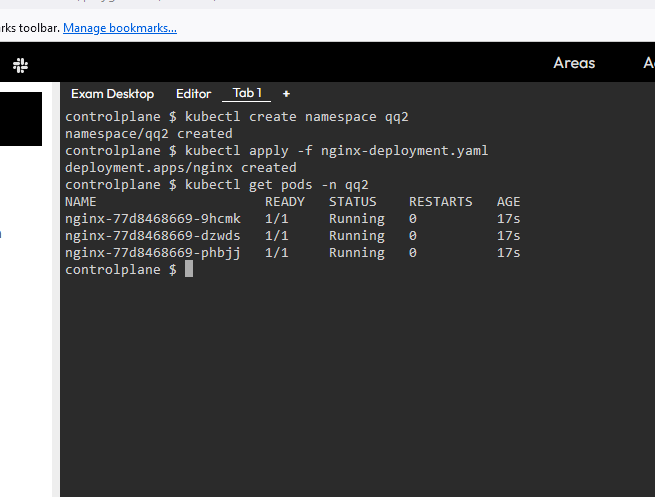 rks toolbar. Manage bookmarks...
Areas
A
Exam Desktop Editor Tab 1 +
controlplane $ kubectl create namespace qq2
namespace/qq2 created
controlplane $ kubectl apply -f nginx-deployment.yaml
deployment.apps/nginx created
controlplane $ kubectl get pods -n qq2
NAME READY STATUS RESTARTS AGE
nginx-77d8468669-9hcmk 1/1 Running 0 17s
nginx-77d8468669-dzwds 1/1 Running 0 17s
nginx-77d8468669-phbjj 1/1 Running 0 17s
controlplane $